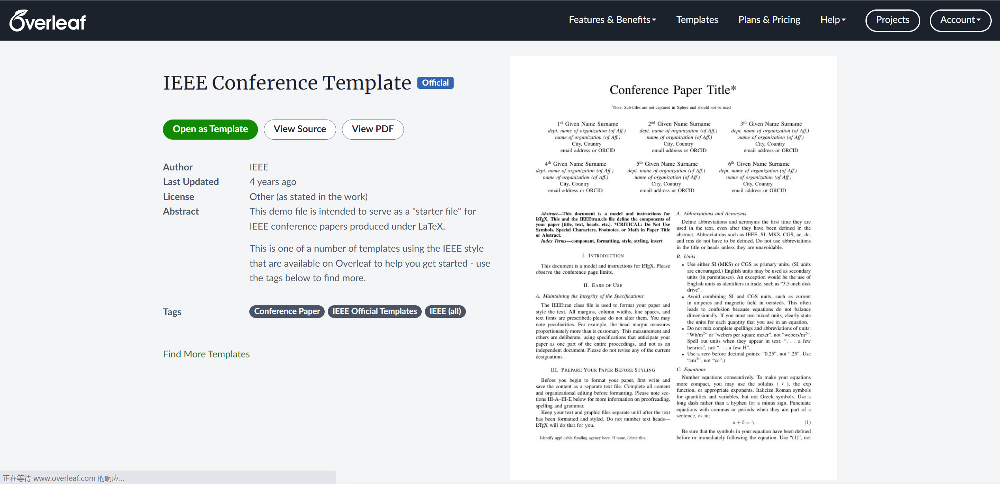 Overleaf
Features & Benefits
Templates
Plans & Pricing
Help
Projects
Account
IEEE Conference Template
Official
Open as Template
View Source
View PDF
Author IEEE
Last Updated 4 years ago
License Other (as stated in the work)
Abstract This demo file is intended to serve as a "starter file'' for
IEEE conference papers produced under LaTeX.
This is one of a number of templates using the IEEE style
that are available on Overleaf to help you get started - use
the tags below to find more.
Tags Conference Paper IEEE Official Templates IEEE (all)
Find More Templates
Conference Paper Title*
*Note: Sub-titles are not captured in Xplore and should not be used
1st Given Name Surname
dept. name of organization (of Aff.)
name of organization (of Aff.)
City, Country
email address or ORCID
2nd Given Name Surname
dept. name of organization (of Aff.)
name of organization (of Aff.)
City, Country
email address or ORCID
3rd Given Name Surname
dept. name of organization (of Aff.)
name of organization (of Aff.)
City, Country
email address or ORCID
4th Given Name Surname
dept. name of organization (of Aff.)
name of organization (of Aff.)
City, Country
email address or ORCID
5th Given Name Surname
dept. name of organization (of Aff.)
name of organization (of Aff.)
City, Country
email address or ORCID
6th Given Name Surname
dept. name of organization (of Aff.)
name of organization (of Aff.)
City, Country
email address or ORCID
Abstract—This document is a model and instructions for
LATEX. This and the IEEEtran.cls file define the components of
your paper [title, text, heads, etc.]. *CRITICAL: Do Not Use
Symbols, Special Characters, Footnotes, or Math in Paper Title
or Abstract.
Index Terms—component, formatting, style, styling, insert
I. INTRODUCTION
This document is a model and instructions for LATEX. Please
observe the conference page limits.
II. EASE OF USE
A. Maintaining the Integrity of the Specifications
The IEEEtran class file is used to format your paper and
style the text. All margins, column widths, line spaces, and
text fonts are prescribed; please do not alter them. You may
note peculiarities. For example, the head margin measures
proportionately more than is customary. This measurement and
others are deliberate, using specifications that anticipate your
paper as one part of the entire proceedings, and not as an
independent document. Please do not revise any of the current
designations.
III. PREPARE YOUR PAPER BEFORE STYLING
Before you begin to format your paper, first write and
save the content as a separate text file. Complete all content
and organizational editing before formatting. Please note sec-
tions III-A–III-E below for more information on proofreading,
spelling and grammar.
Keep your text and graphic files separate until after the text
has been formatted and styled. Do not number text heads—
LATEX will do that for you.
Identify applicable funding agency here. If none, delete this.
A. Abbreviations and Acronyms
Define abbreviations and acronyms the first time they are
used in the text, even after they have been defined in the
abstract. Abbreviations such as IEEE, SI, MKS, CGS, ac, dc,
and rms do not have to be defined. Do not use abbreviations
in the title or heads unless they are unavoidable.
B. Units
• Use either SI (MKS) or CGS as primary units. (SI units
are encouraged.) English units may be used as secondary
units (in parentheses). An exception would be the use of
English units as identifiers in trade, such as “3.5-inch disk
drive”.
• Avoid combining SI and CGS units, such as current
in amperes and magnetic field in oersteds. This often
leads to confusion because equations do not balance
dimensionally. If you must use mixed units, clearly state
the units for each quantity that you use in an equation.
• Do not mix complete spellings and abbreviations of units:
“Wb/m²” or “webers per square meter”, not “webers/m²”.
Spell out units when they appear in text: “. . . a few
henries”, not “. . . a few H”.
• Use a zero before decimal points: “0.25”, not “.25”. Use
“cm³”, not “cc”.)
C. Equations
Number equations consecutively. To make your equations
more compact, you may use the solidus ( / ), the exp
function, or appropriate exponents. Italicize Roman symbols
for quantities and variables, but not Greek symbols. Use a
long dash rather than a hyphen for a minus sign. Punctuate
equations with commas or periods when they are part of a
sentence, as in:
a + b = γ (1)
Be sure that the symbols in your equation have been defined
before or immediately following the equation. Use “(1)”, not
正在等待 www.overleaf.com 的响应...